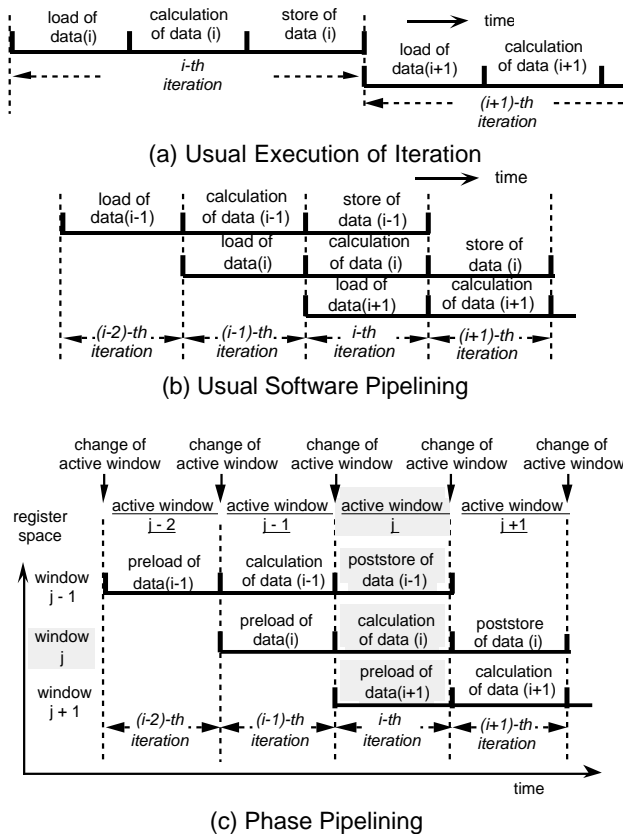 load of
data(i)
calculation
of data (i)
store of
data (i)
time
load of
data(i+1)
calculation
of data (i+1)
i-th
iteration
(i+1)-th
iteration
(a) Usual Execution of Iteration
time
load of
data(i-1)
calculation
of data (i-1)
store of
data (i-1)
load of
data(i)
calculation
of data (i)
store of
data (i)
load of
data(i+1)
calculation
of data (i+1)
(i-2)-th
iteration
(i-1)-th
iteration
i-th
iteration
(i+1)-th
iteration
(b) Usual Software Pipelining
change of
active window
change of
active window
change of
active window
change of
active window
change of
active window
active window
j - 2
active window
j - 1
active window
j
active window
j+1
register
space
window
j - 1
preload of
data(i-1)
calculation
of data (i-1)
poststore of
data (i-1)
window
j
preload of
data(i)
calculation
of data (i)
poststore
of data (i)
window
j + 1
preload of
data(i+1)
calculation
of data (i+1)
(i-2)-th
iteration
(i-1)-th
iteration
i-th
iteration
(i+1)-th
iteration
time
(c) Phase Pipelining